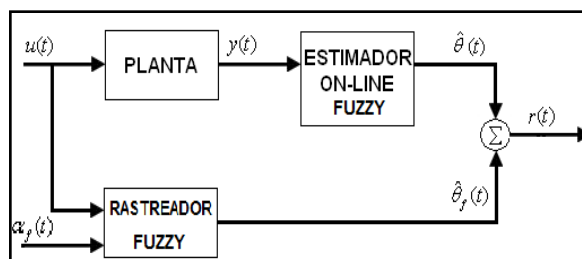 u(t)
PLANTA
y(t)
ESTIMADOR
ON-LINE
FUZZY
θ̂(t)
Σ
r(t)
θ̂_f(t)
RASTREADOR
FUZZY
α_f(t)